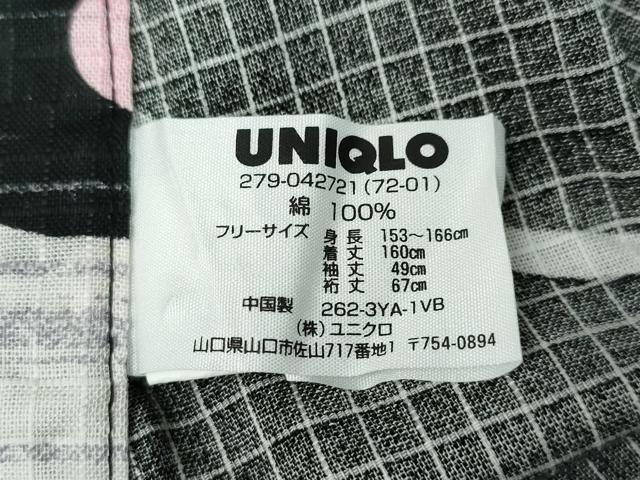 UNIQLO
279-042721(72-01)
綿 100%
フリーサイズ 身長 153～166㎝
着丈 160㎝
袖丈 49㎝
裄丈 67㎝
中国製 262-3YA-1VB
(株)ユニクロ
山口県山口市佐山717番地1 〒754-0894